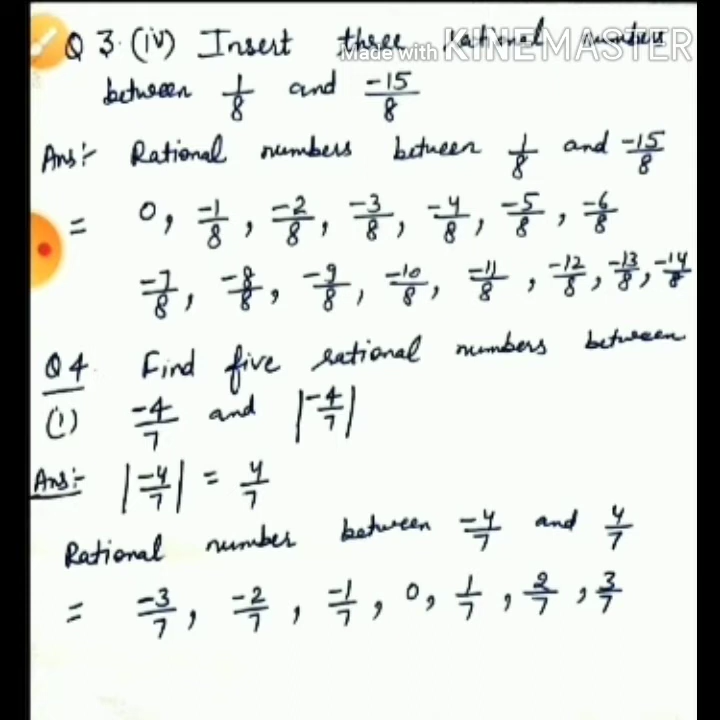 Q 3. (iv) Insert three rational numbers
Made with KINEMASTER
between 1/8 and -15/8
Ans:- Rational numbers between 1/8 and -15/8
= 0, -1/8, -2/8, -3/8, -4/8, -5/8, -6/8
-7/8, -8/8, -9/8, -10/8, -11/8, -12/8, -13/8, -14/8
Q4. Find five rational numbers between
(i) -4/7 and |-4/7|
Ans:- |-4/7| = 4/7
Rational number between -4/7 and 4/7
= -3/7, -2/7, -1/7, 0, 1/7, 2/7, 3/7